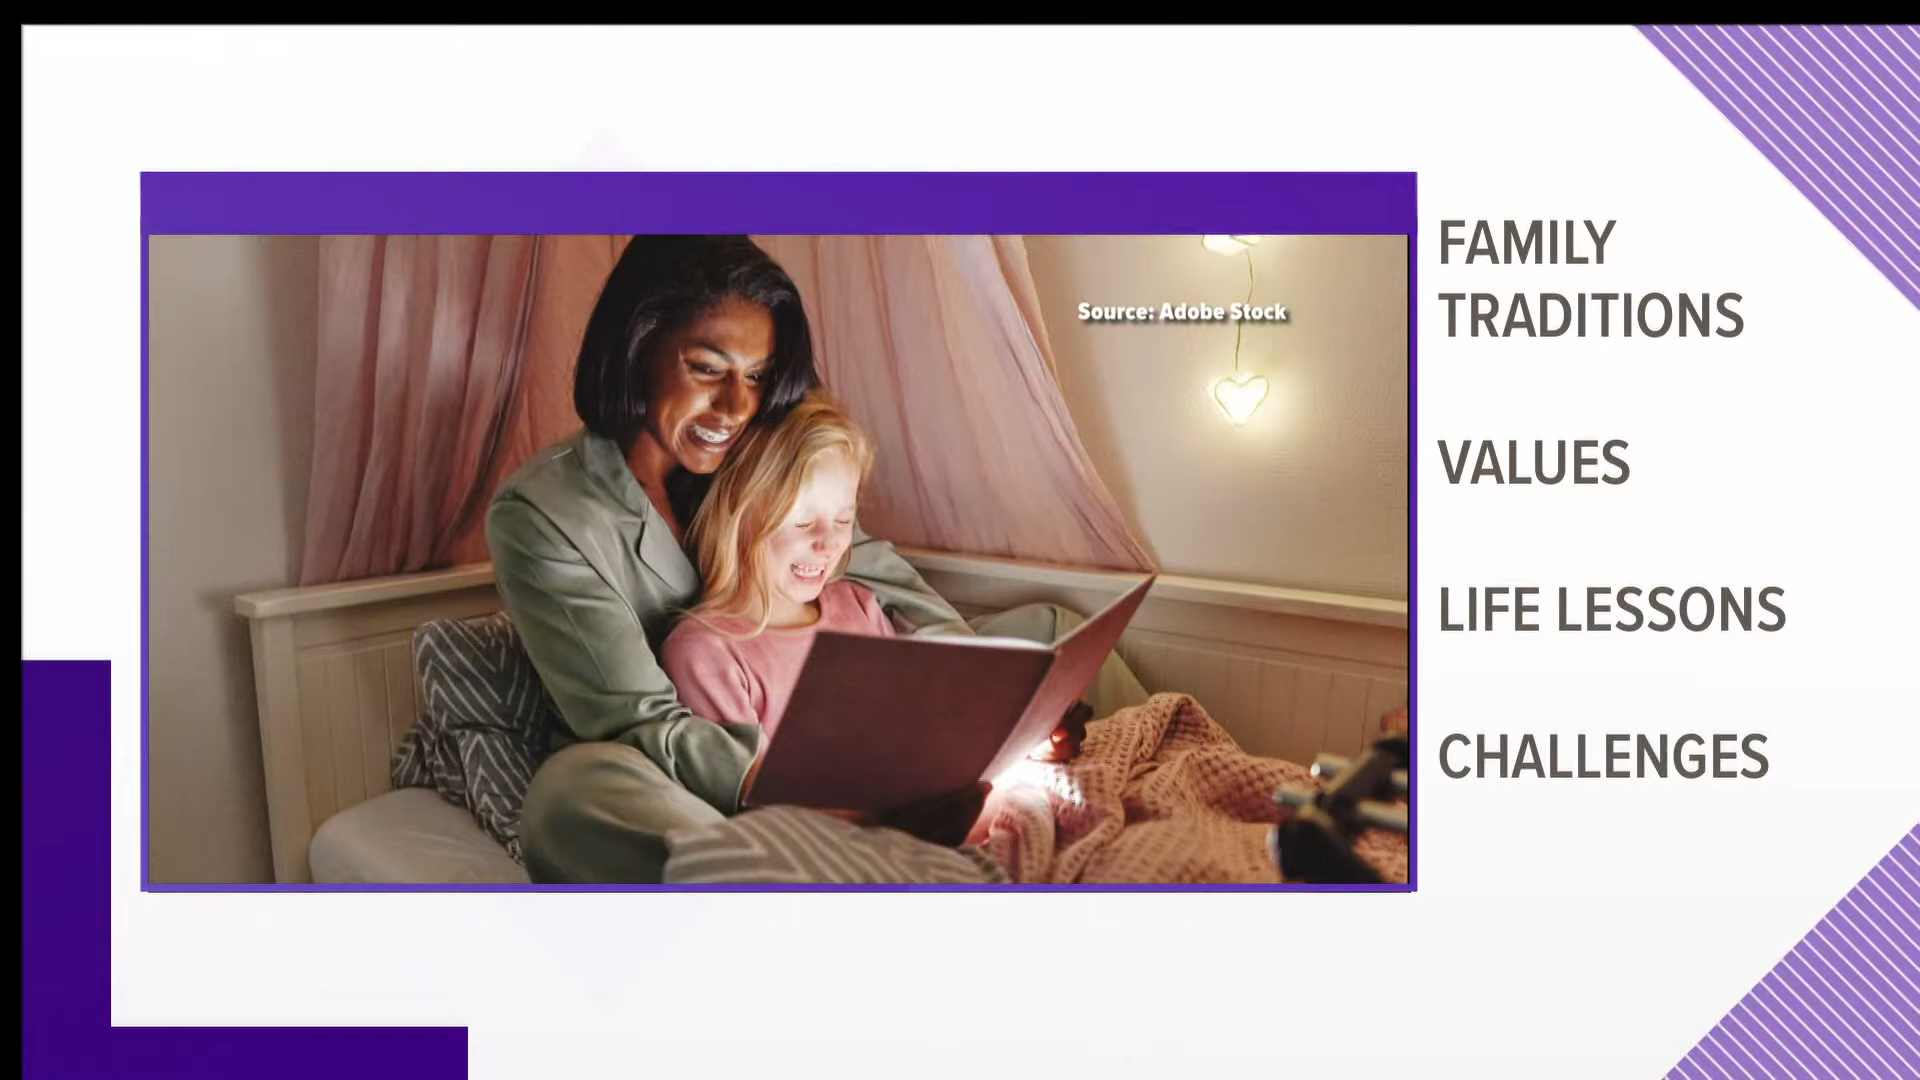 Source: Adobe Stock
FAMILY
TRADITIONS
VALUES
LIFE LESSONS
CHALLENGES